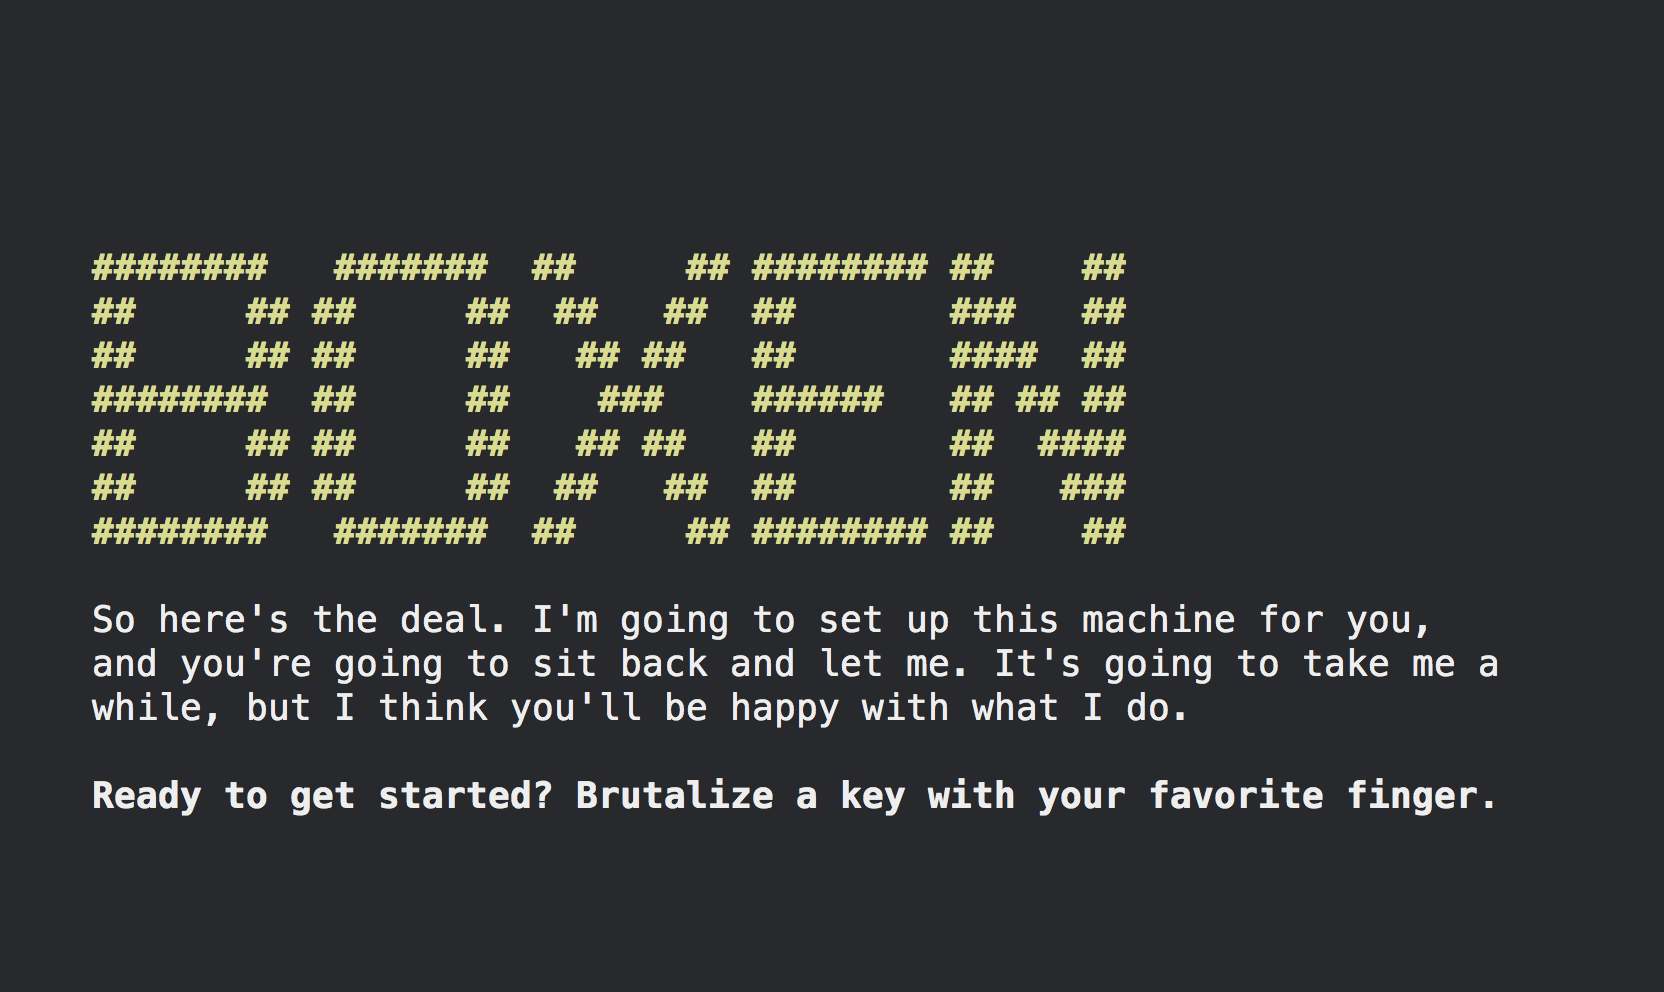 BOXEN
So here's the deal. I'm going to set up this machine for you,
and you're going to sit back and let me. It's going to take me a
while, but I think you'll be happy with what I do.
Ready to get started? Brutalize a key with your favorite finger.